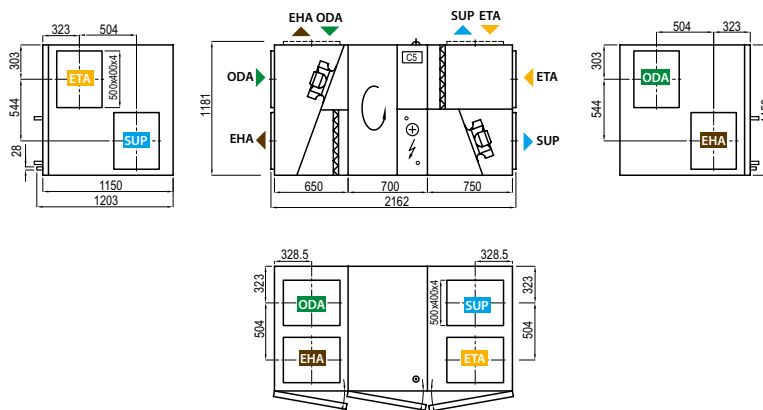 EHA ODA
SUP ETA
323
504
303
544
28
ETA
500x400x4
SUP
1150
1203
ODA
EHA
1181
C5
ETA
SUP
650
700
750
2162
504
323
303
544
ODA
EHA
328.5
328.5
323
504
ODA
EHA
500x400x4
SUP
ETA
323
504